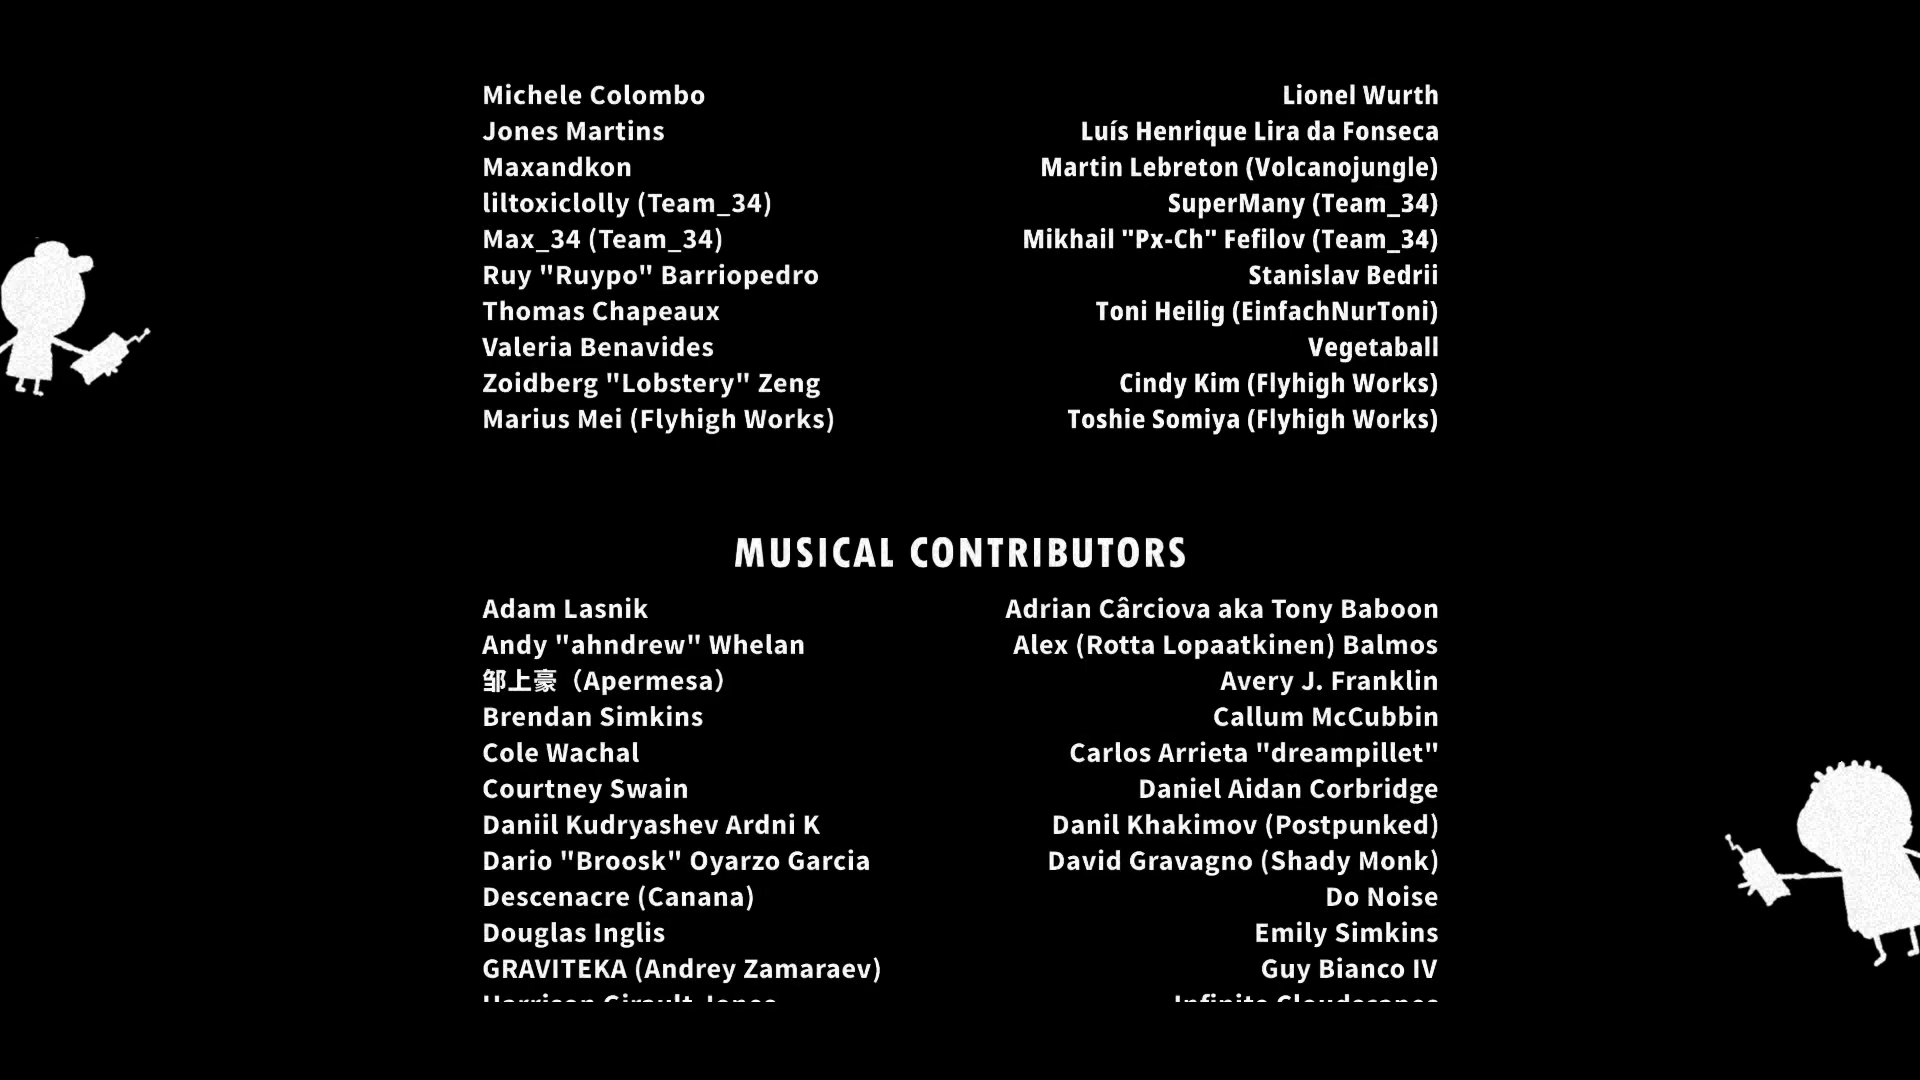 Michele Colombo Lionel Wurth
Jones Martins Luís Henrique Lira da Fonseca
Maxandkon Martin Lebreton (Volcanojungle)
liltoxiclolly (Team_34) SuperMany (Team_34)
Max_34 (Team_34) Mikhail "Px-Ch" Fefilov (Team_34)
Ruy "Ruypo" Barriopedro Stanislav Bedrii
Thomas Chapeaux Toni Heilig (EinfachNurToni)
Valeria Benavides Vegetaball
Zoidberg "Lobstery" Zeng Cindy Kim (Flyhigh Works)
Marius Mei (Flyhigh Works) Toshie Somiya (Flyhigh Works)
MUSICAL CONTRIBUTORS
Adam Lasnik Adrian Cârciova aka Tony Baboon
Andy "ahndrew" Whelan Alex (Rotta Lopaatkinen) Balmos
邹上豪（Apermesa） Avery J. Franklin
Brendan Simkins Callum McCubbin
Cole Wachal Carlos Arrieta "dreampillet"
Courtney Swain Daniel Aidan Corbridge
Daniil Kudryashev Ardni K Danil Khakimov (Postpunked)
Dario "Broosk" Oyarzo Garcia David Gravagno (Shady Monk)
Descenacre (Canana) Do Noise
Douglas Inglis Emily Simkins
GRAVITEKA (Andrey Zamaraev) Guy Bianco IV